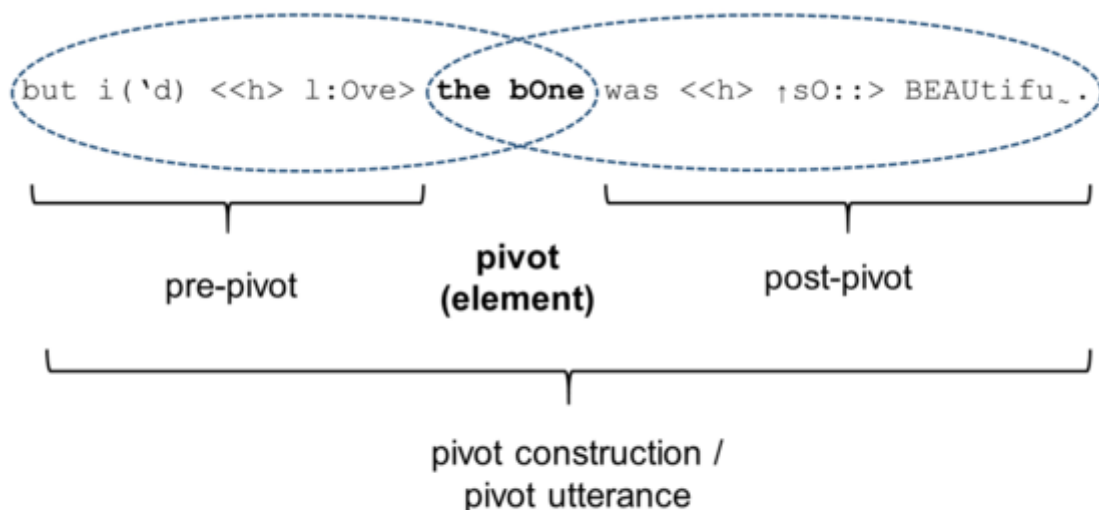 but i(‘d) <<h> l:Ove> the bOne was <<h> ↑sO::> BEAUtifu~.
pre-pivot
pivot
(element)
post-pivot
pivot construction /
pivot utterance